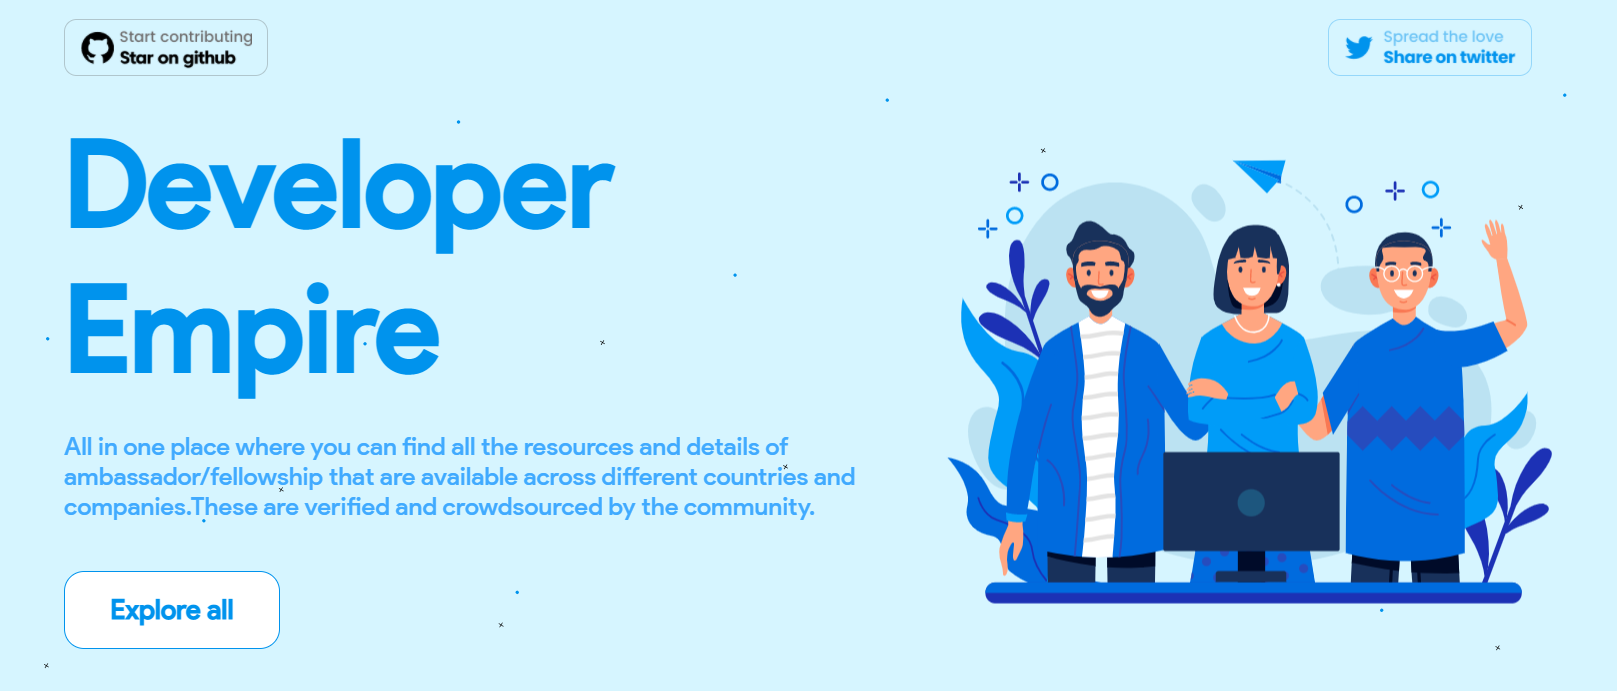 Start contributing
Star on github
Spread the love
Share on twitter
Developer
Empire
All in one place where you can find all the resources and details of
ambassador/fellowship that are available across different countries and
companies.These are verified and crowdsourced by the community.
Explore all